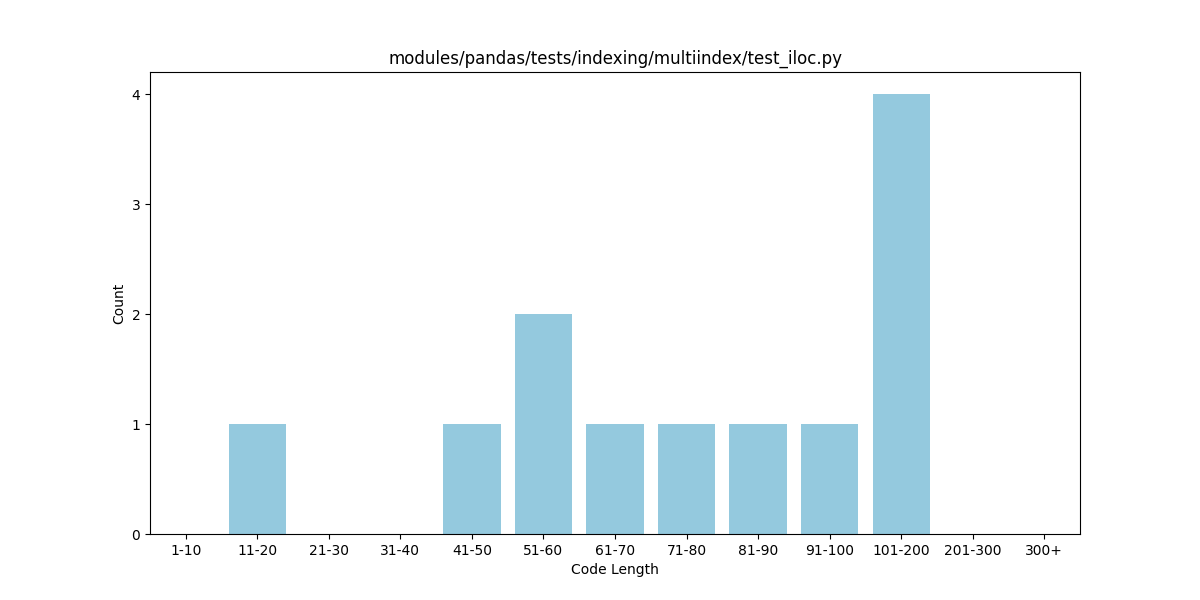 modules/pandas/tests/indexing/multiindex/test_iloc.py
4
3
2
1
0
Count
1-10 11-20 21-30 31-40 41-50 51-60 61-70 71-80 81-90 91-100 101-200 201-300 300+
Code Length